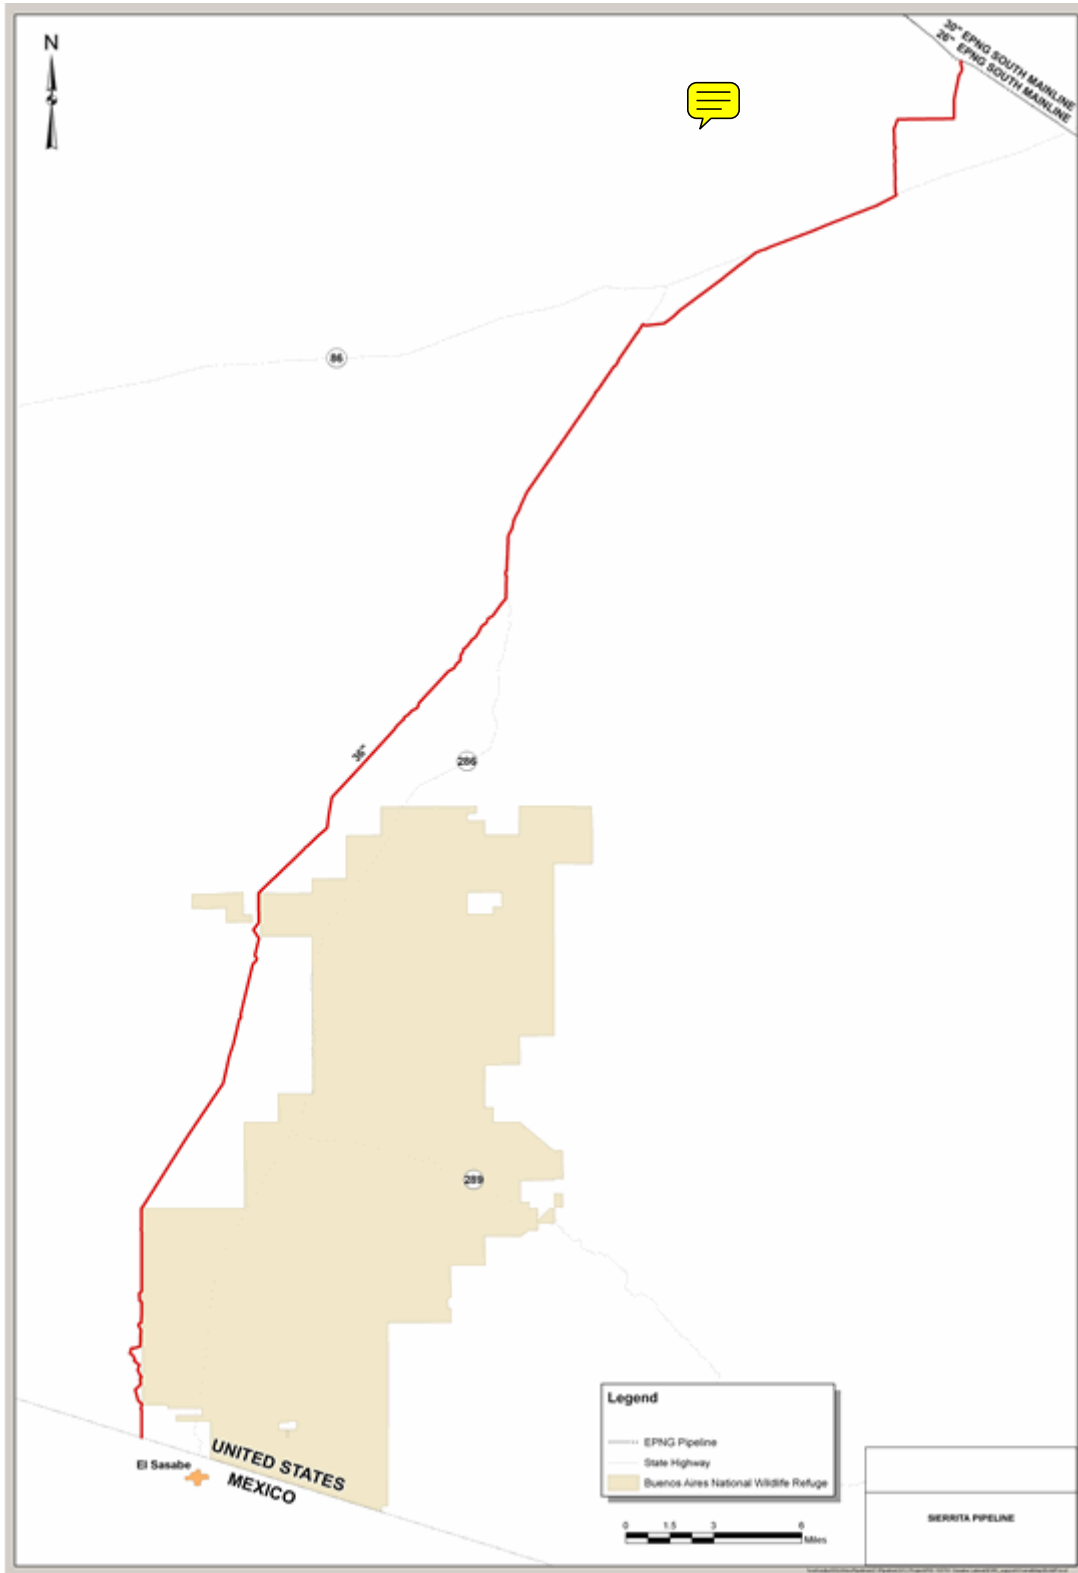 N
30" EPNG SOUTH MAINLINE
26" EPNG SOUTH MAINLINE
86
36"
286
289
UNITED STATES
El Sasabe
MEXICO
Legend
EPNG Pipeline
State Highway
Buenos Aires National Wildlife Refuge
0 1.5 3 6
Miles
SIERRITA PIPELINE